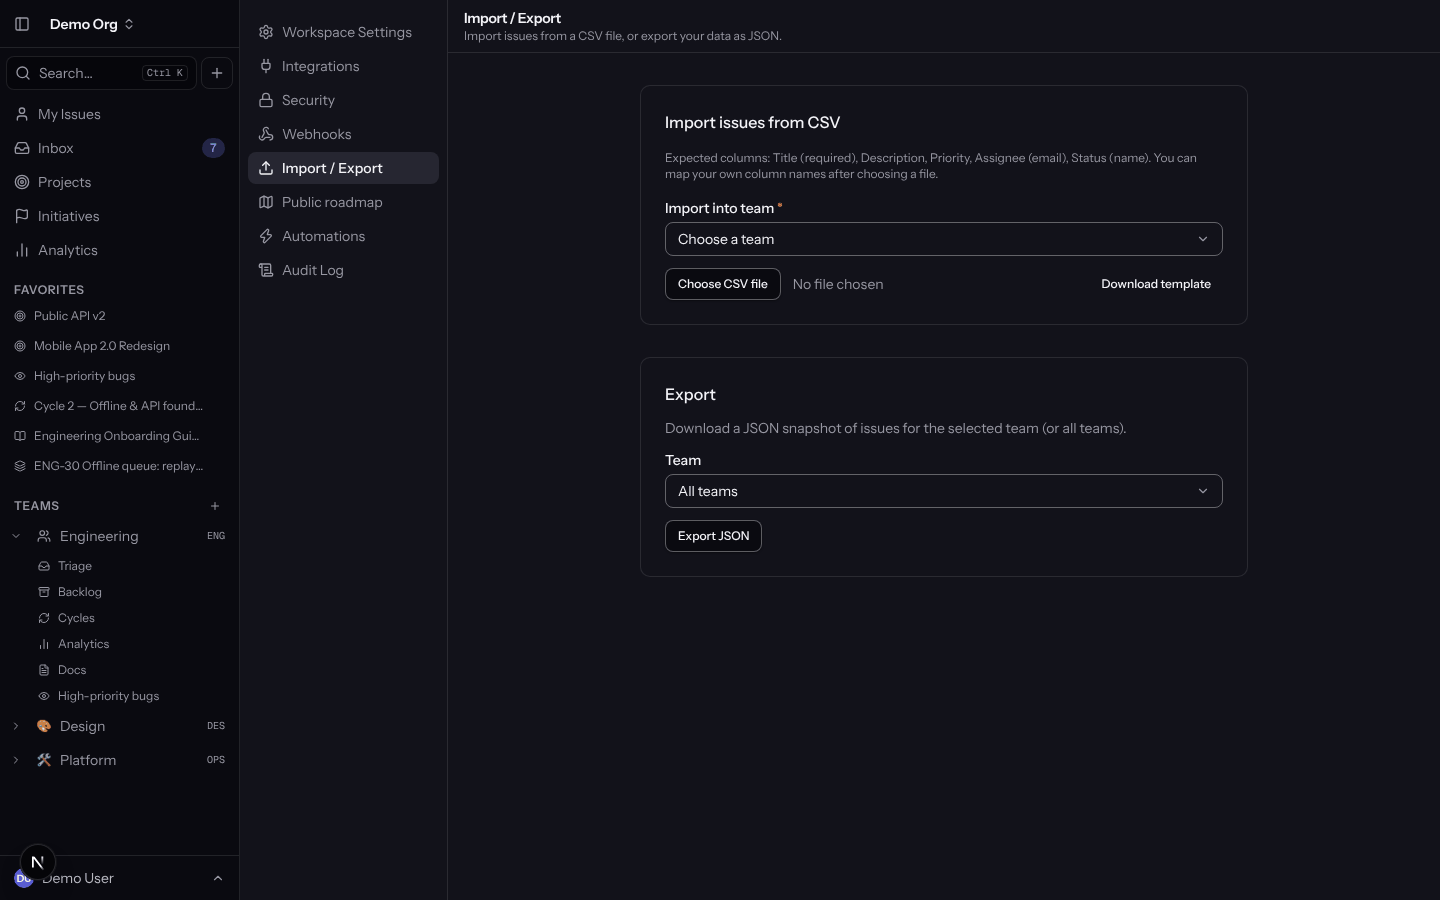 Demo Org
Search...
Ctrl K
My Issues
Inbox
7
Projects
Initiatives
Analytics
FAVORITES
Public API v2
Mobile App 2.0 Redesign
High-priority bugs
Cycle 2 — Offline & API found...
Engineering Onboarding Gui...
ENG-30 Offline queue: replay...
TEAMS
Engineering
ENG
Triage
Backlog
Cycles
Analytics
Docs
High-priority bugs
Design
DES
Platform
OPS
N
DU
Demo User
Workspace Settings
Integrations
Security
Webhooks
Import / Export
Public roadmap
Automations
Audit Log
Import / Export
Import issues from a CSV file, or export your data as JSON.
Import issues from CSV
Expected columns: Title (required), Description, Priority, Assignee (email), Status (name). You can
map your own column names after choosing a file.
Import into team *
Choose a team
Choose CSV file
No file chosen
Download template
Export
Download a JSON snapshot of issues for the selected team (or all teams).
Team
All teams
Export JSON